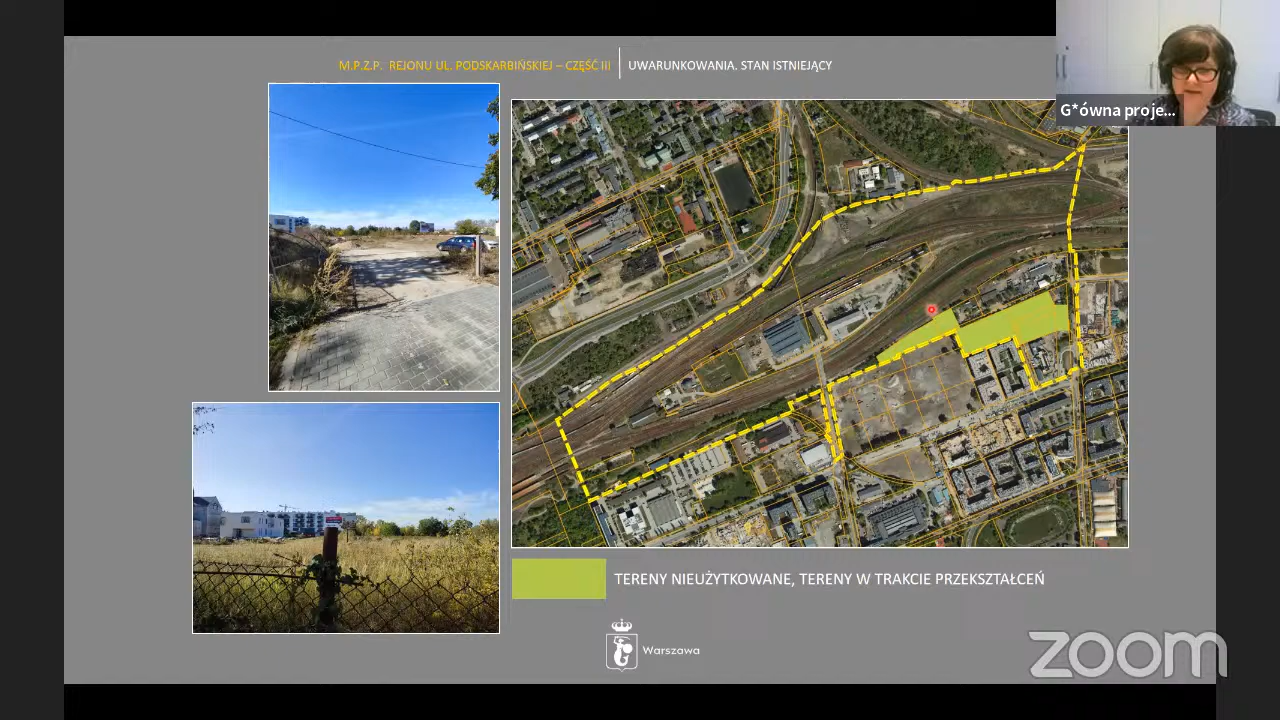 M.P.Z.P. REJONU UL. PODSKARBIŃSKIEJ – CZĘŚĆ III
UWARUNKOWANIA. STAN ISTNIEJĄCY
G*ówna proje...
TERENY NIEUŻYTKOWANE, TERENY W TRAKCIE PRZEKSZTAŁCEŃ
Warszawa
zoom